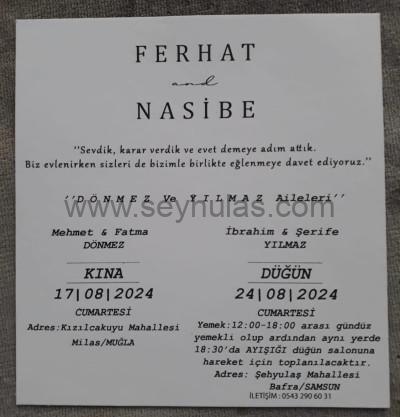 FERHAT
and
NASİBE
''Sevdik, karar verdik ve evet demeye adım attık.
Biz evlenirken sizleri de bizimle birlikte eğlenmeye davet ediyoruz.''
''DÖNMEZ Ve YILMAZ Aileleri''
www.seyhulas.com
Mehmet & Fatma
DÖNMEZ
KINA
17|08|2024
CUMARTESİ
Adres:Kızılcakuyu Mahallesi
Milas/MUĞLA
İbrahim & Şerife
YILMAZ
DÜĞÜN
24|08|2024
CUMARTESİ
Yemek:12:00-18:00 arası gündüz
yemekli olup ardından aynı yerde
18:30'da AYIŞIĞI düğün salonuna
hareket için toplanılacaktır.
Adres: Şehyulaş Mahallesi
Bafra/SAMSUN
İLETİŞİM : 0543 290 60 31